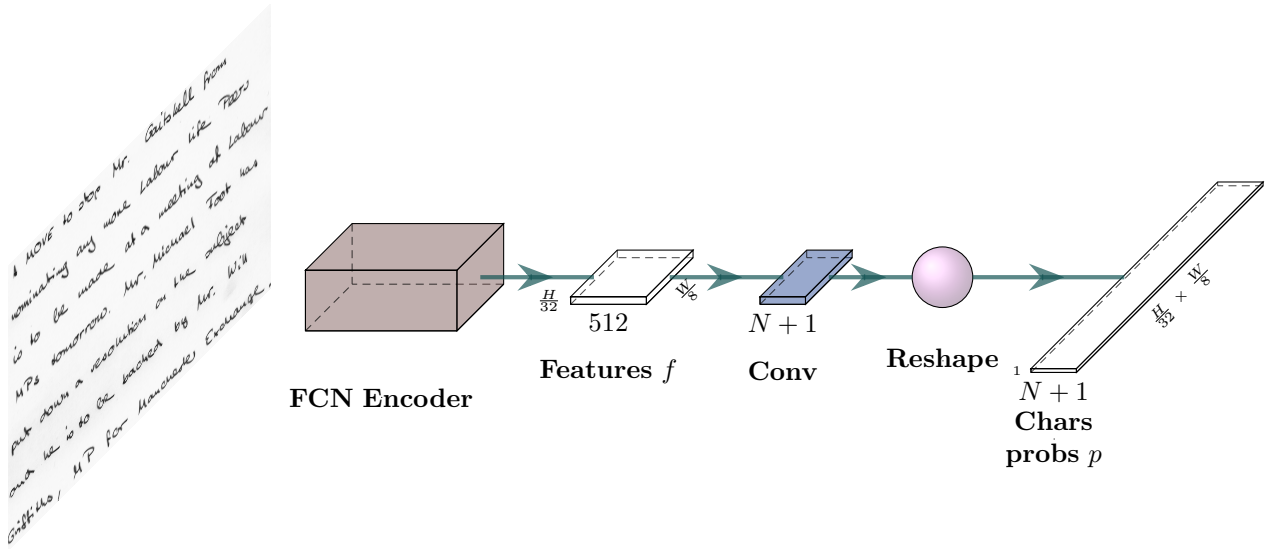 A MOVE to stop Mr. Gaitskell from
nominating any more Labour life Peers
is to be made at a meeting of Labour
MPs tomorrow. Mr. Michael Foot has
put down a resolution on the subject
and he is to be backed by Mr. Will
Griffiths, MP for Manchester Exchange.
FCN Encoder
H/32
W/8
512
Features f
N + 1
Conv
Reshape
1
H/32 × W/8
N + 1
Chars
probs p